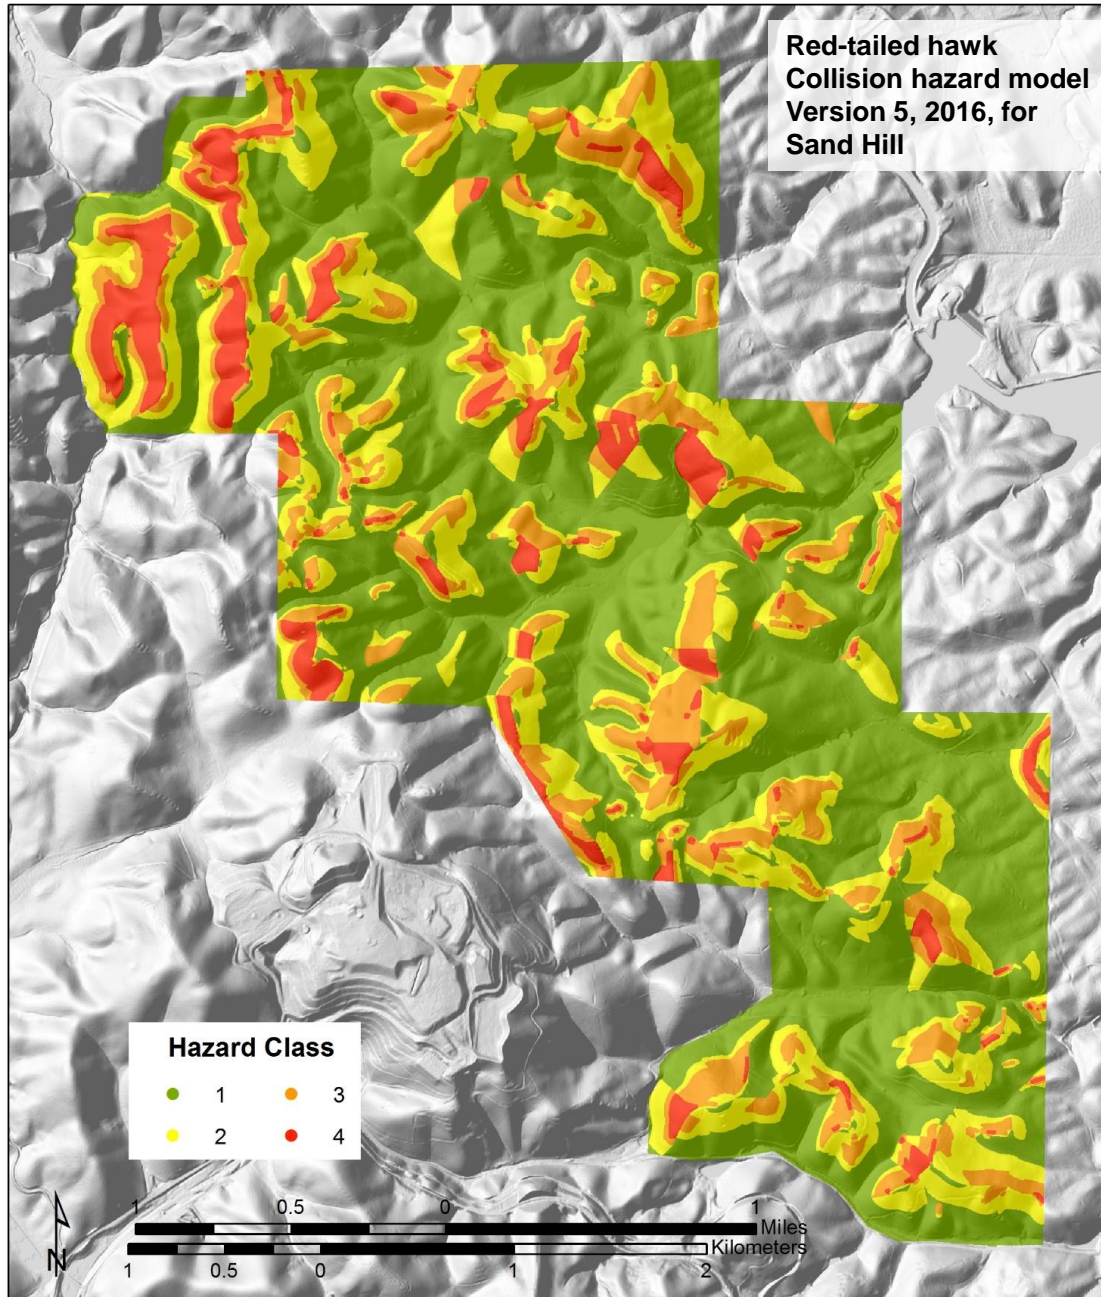 Red-tailed hawk
Collision hazard model
Version 5, 2016, for
Sand Hill
Hazard Class
1
3
2
4
1 0.5 0 1
Miles
Kilometers
1 0.5 0 1 2
N